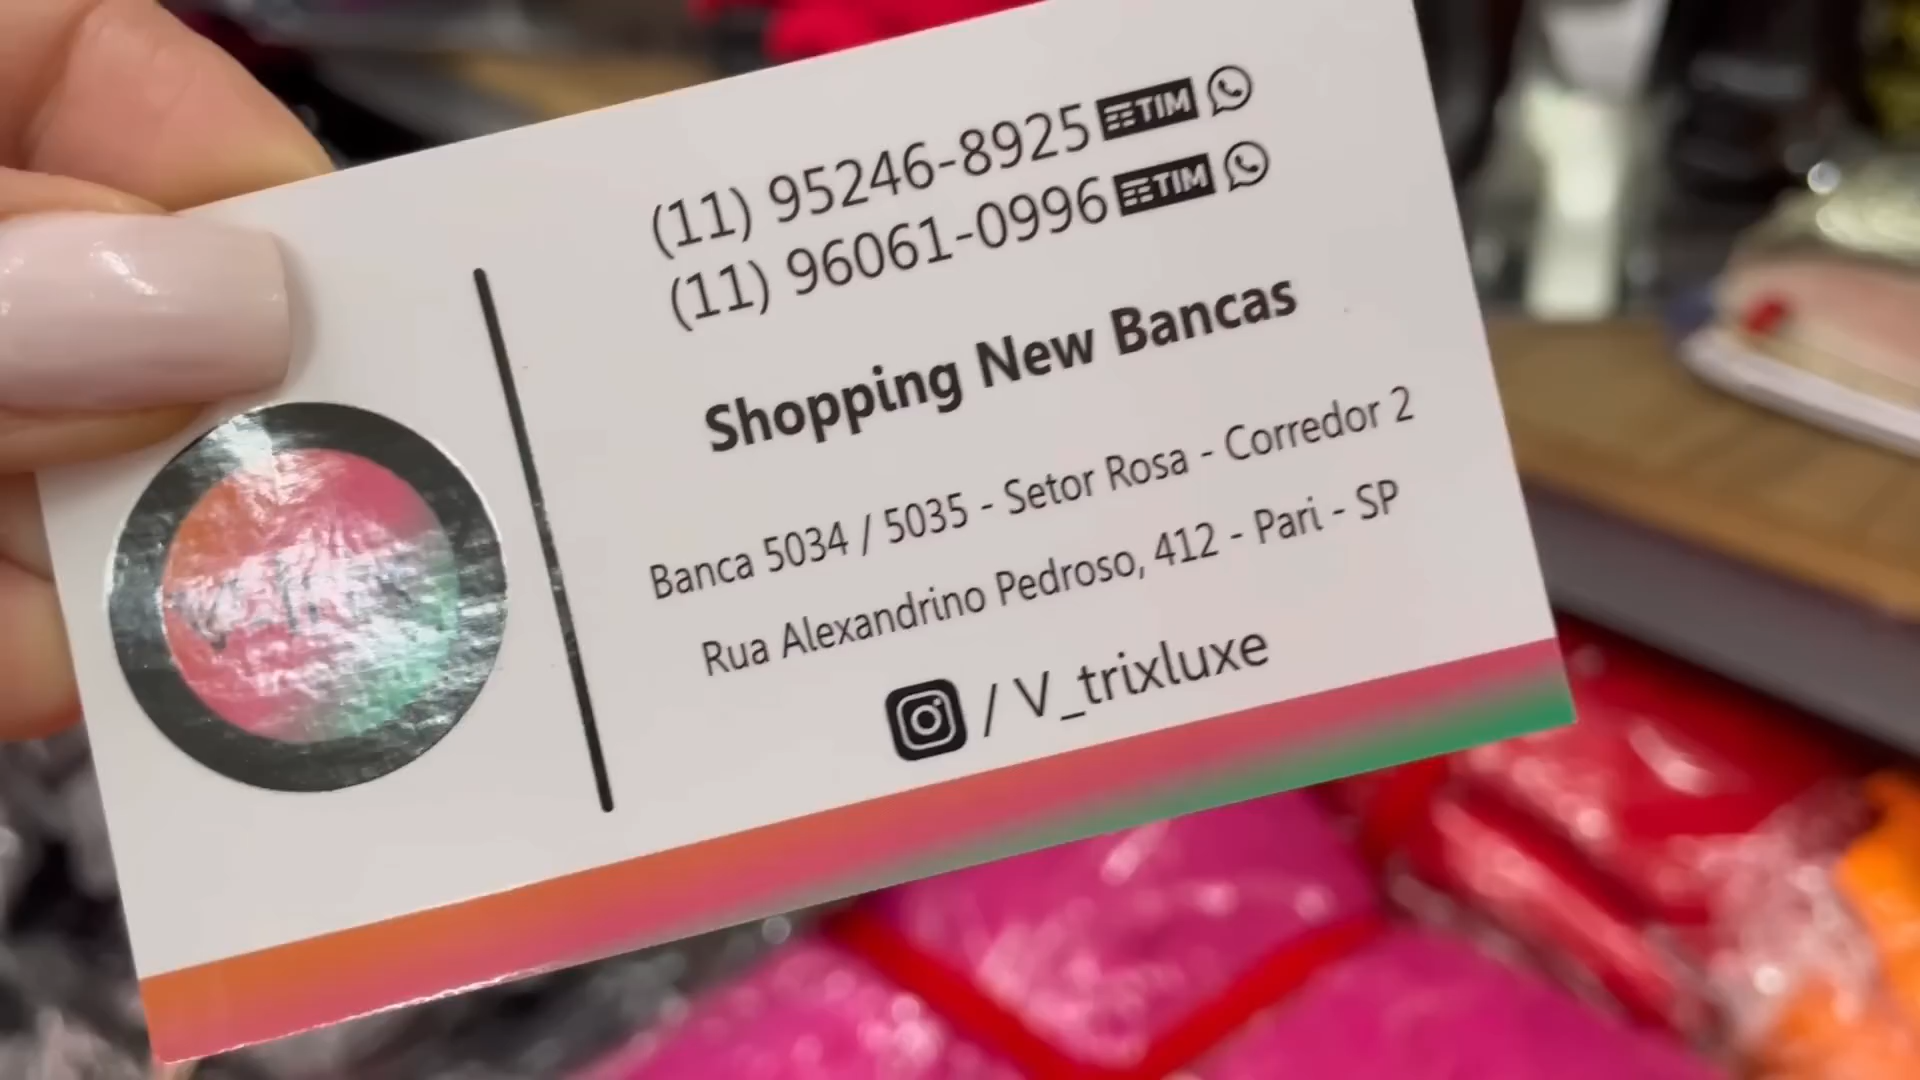 (11) 95246-8925 TIM
(11) 96061-0996 TIM
Shopping New Bancas
Banca 5034 / 5035 - Setor Rosa - Corredor 2
Rua Alexandrino Pedroso, 412 - Pari - SP
/ V_trixluxe